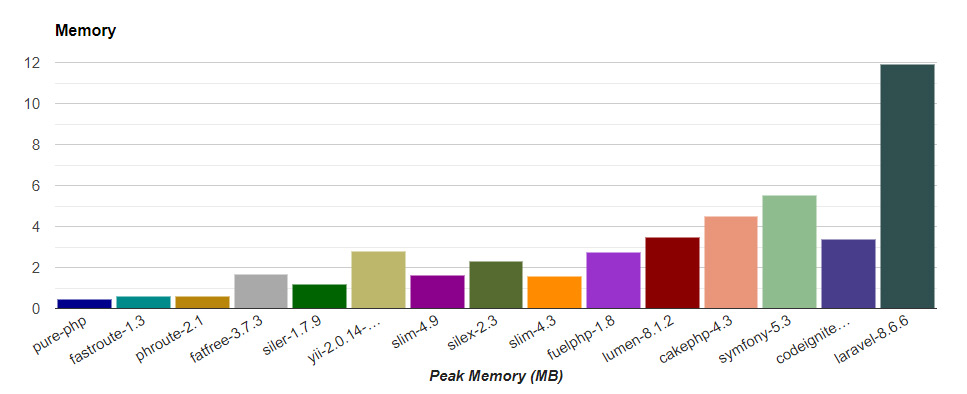 Memory
12
10
8
6
4
2
0
pure-php
fastroute-1.3
phroute-2.1
fatfree-3.7.3
siler-1.7.9
yii-2.0.14-…
slim-4.9
silex-2.3
slim-4.3
fuelphp-1.8
lumen-8.1.2
cakephp-4.3
symfony-5.3
codeignite…
laravel-8.6.6
Peak Memory (MB)